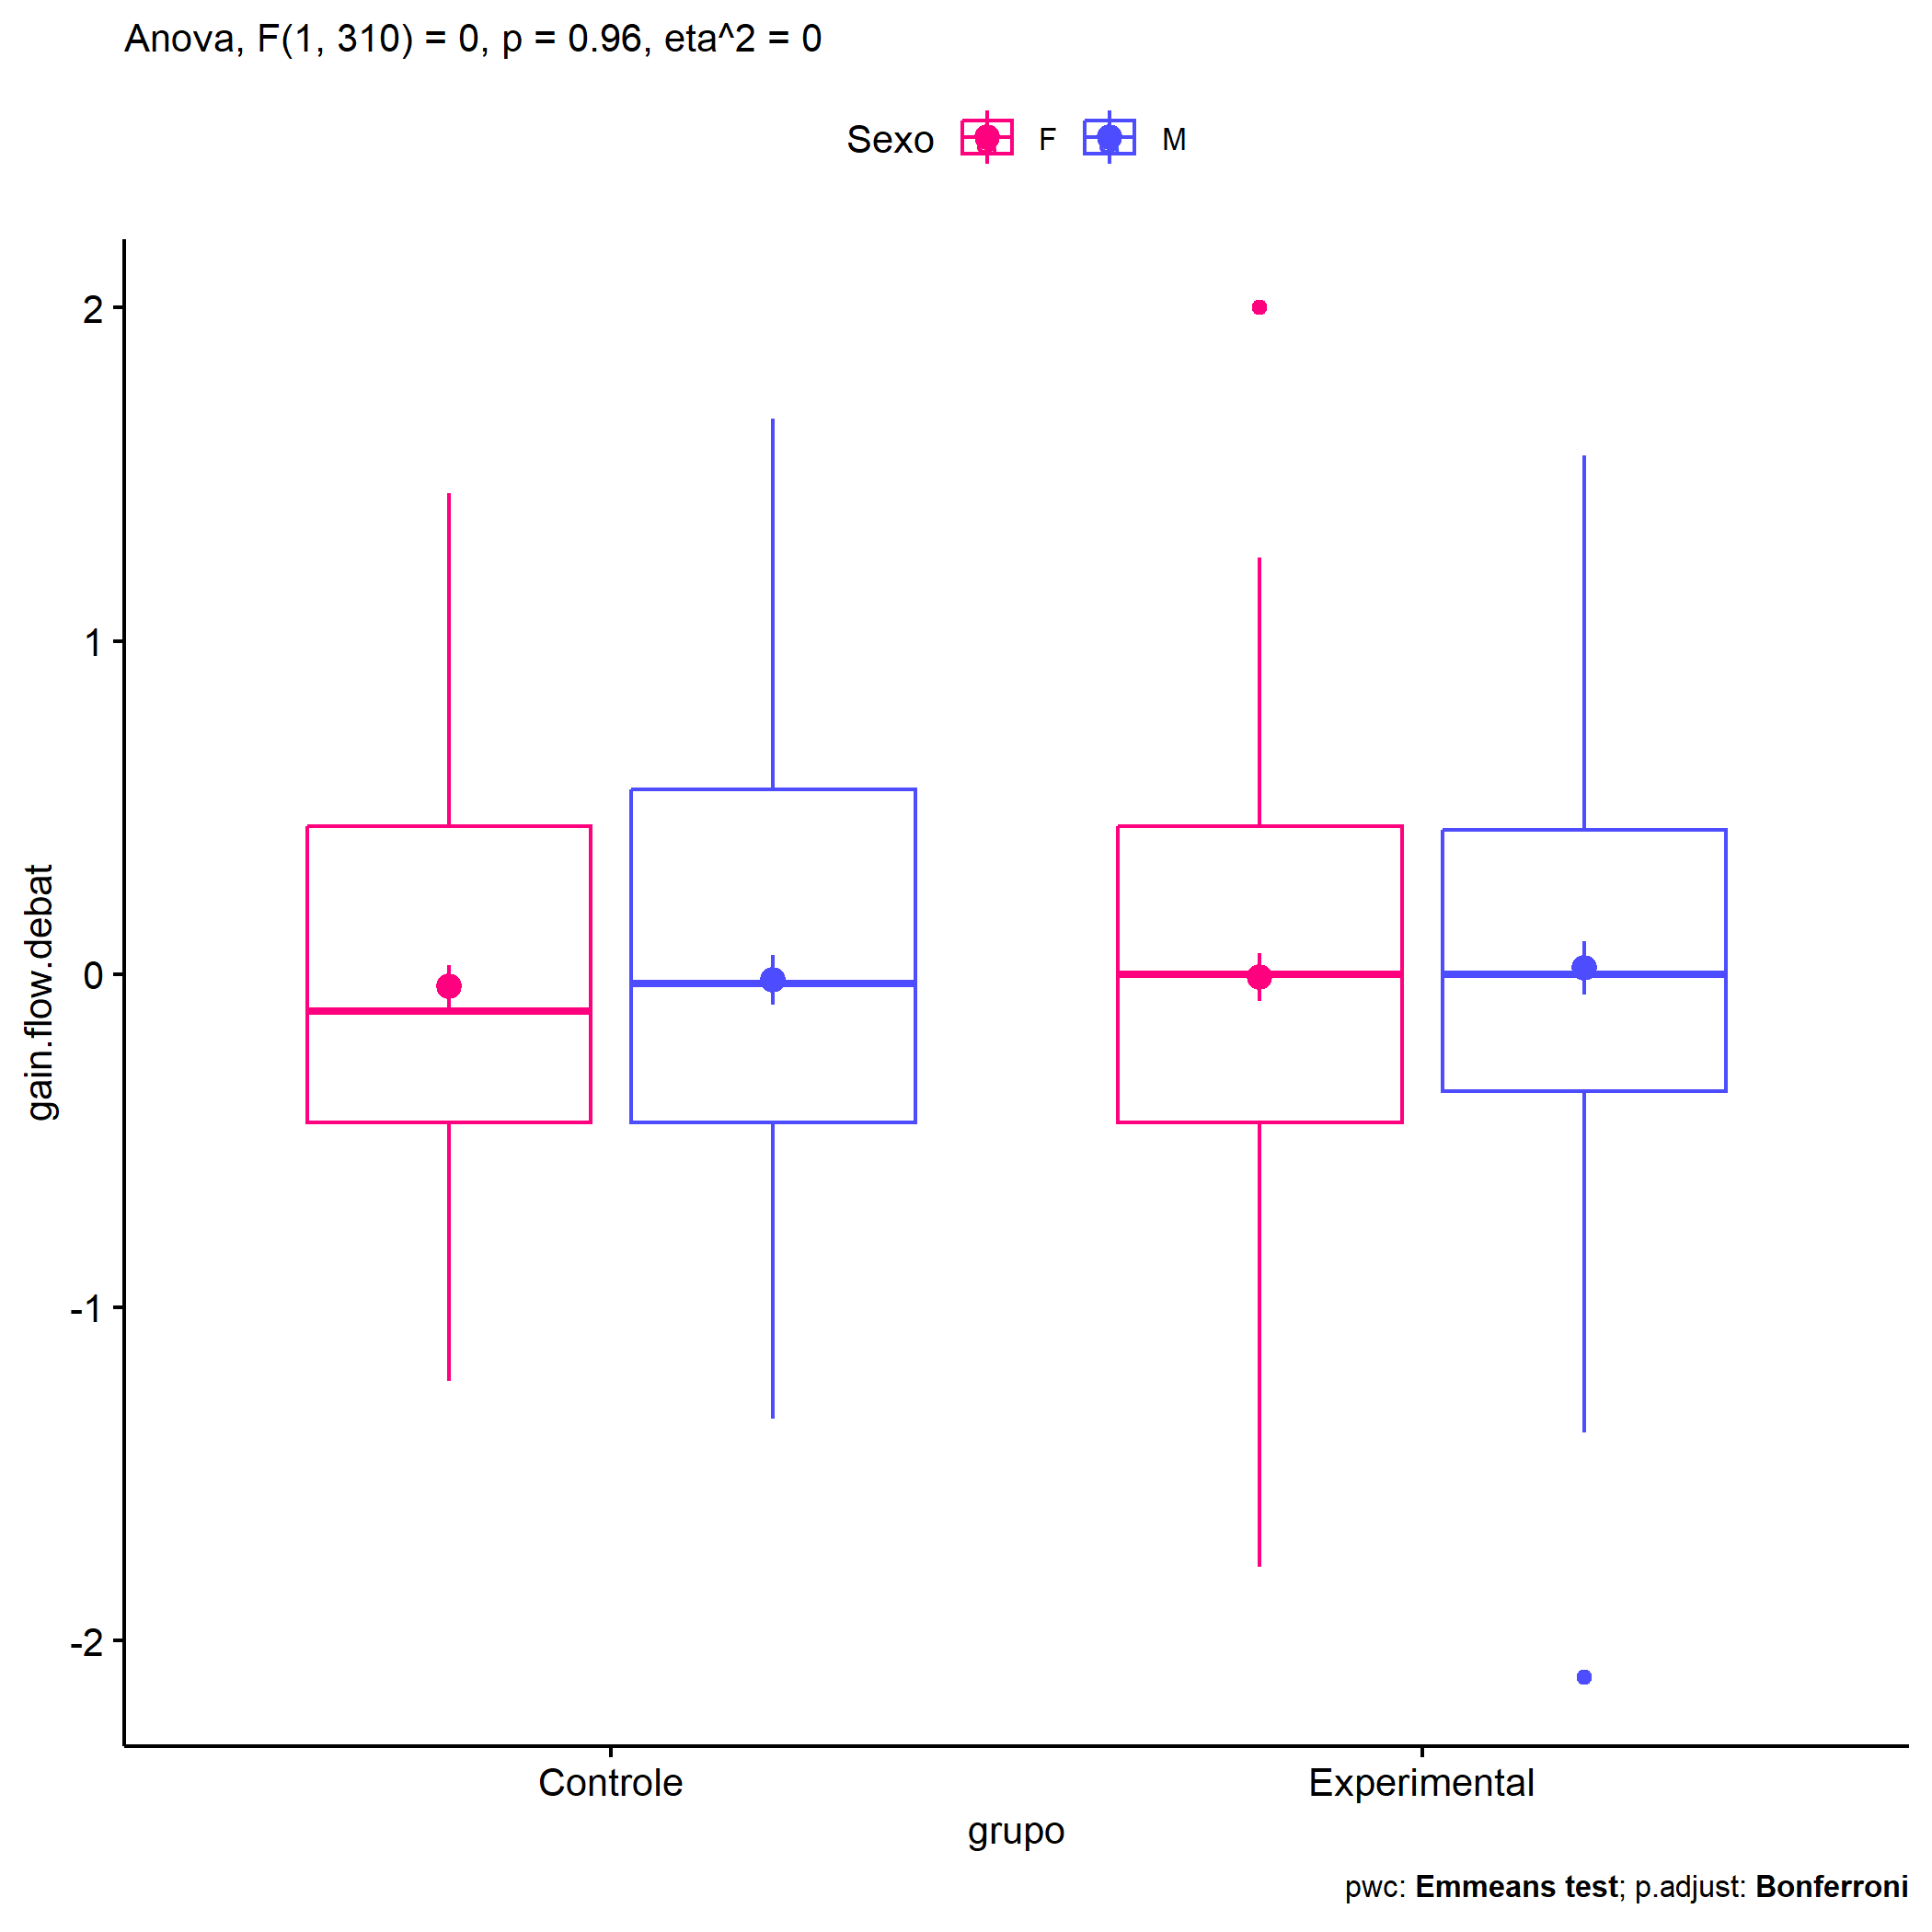 Anova, F(1, 310) = 0, p = 0.96, eta^2 = 0
Sexo F M
gain.flow.debat
2
1
0
-1
-2
Controle Experimental
grupo
pwc: Emmeans test; p.adjust: Bonferroni